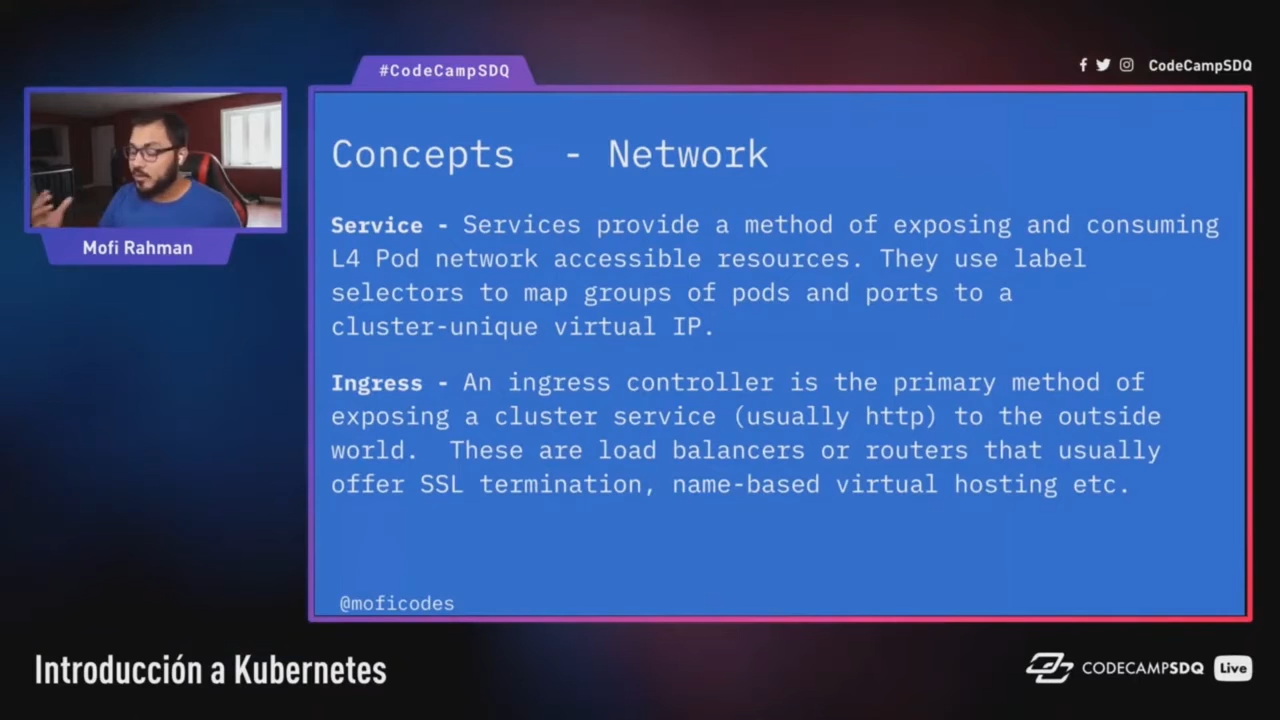 #CodeCampSDQ
CodeCampSDQ
Mofi Rahman
Concepts - Network
Service - Services provide a method of exposing and consuming
L4 Pod network accessible resources. They use label
selectors to map groups of pods and ports to a
cluster-unique virtual IP.
Ingress - An ingress controller is the primary method of
exposing a cluster service (usually http) to the outside
world. These are load balancers or routers that usually
offer SSL termination, name-based virtual hosting etc.
@moficodes
Introducción a Kubernetes
CODECAMPSDQ Live